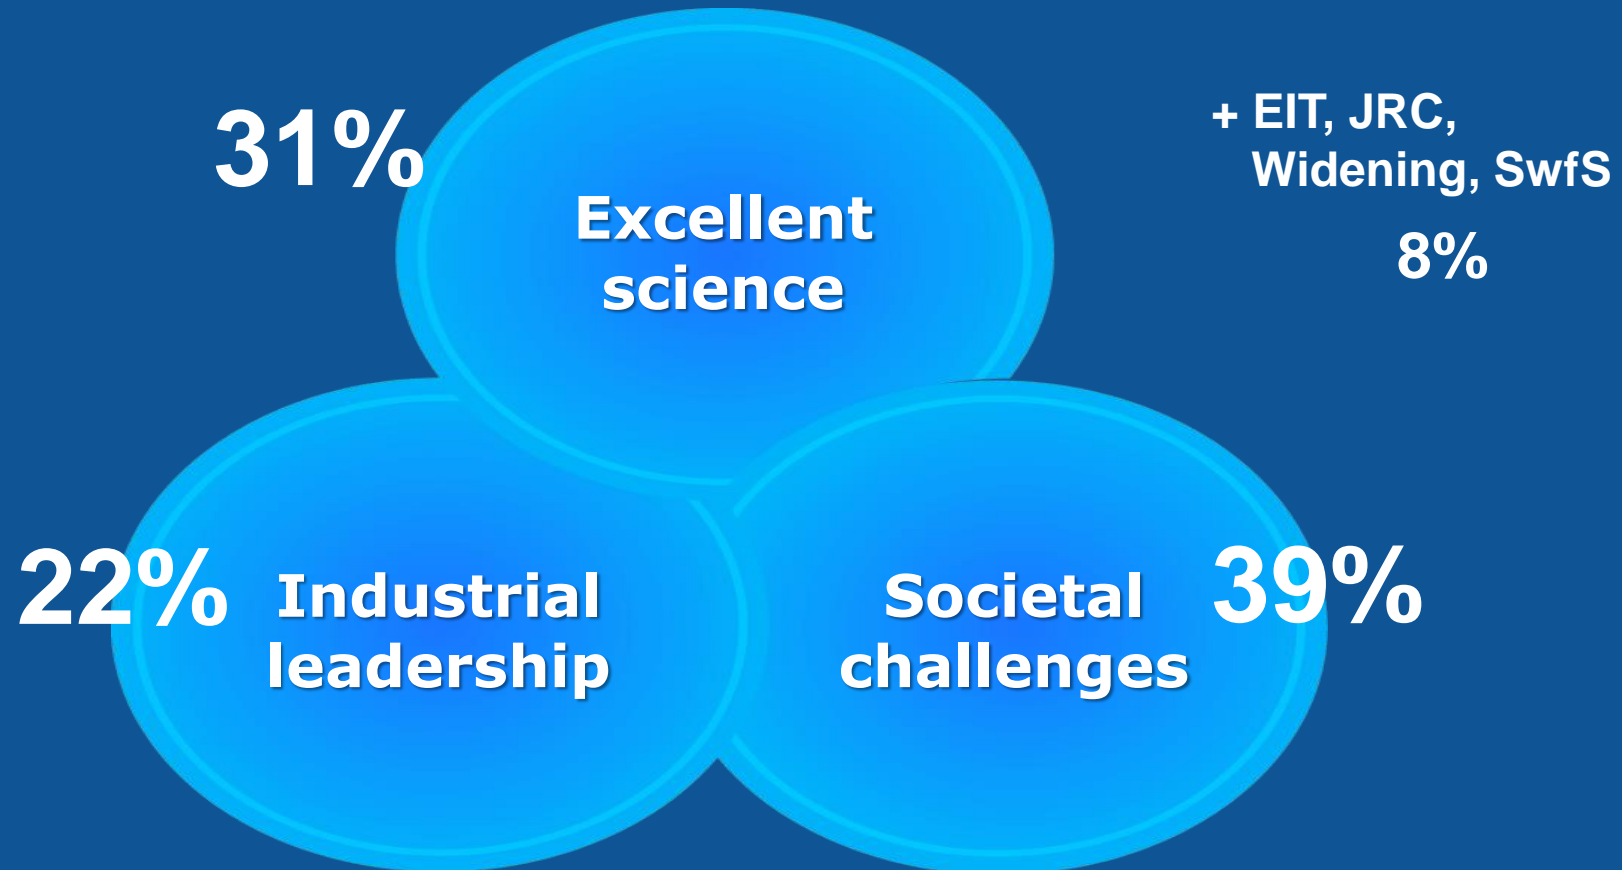 31%
Excellent
science
+ EIT, JRC,
Widening, SwfS
8%
22%
Industrial
leadership
Societal
challenges
39%